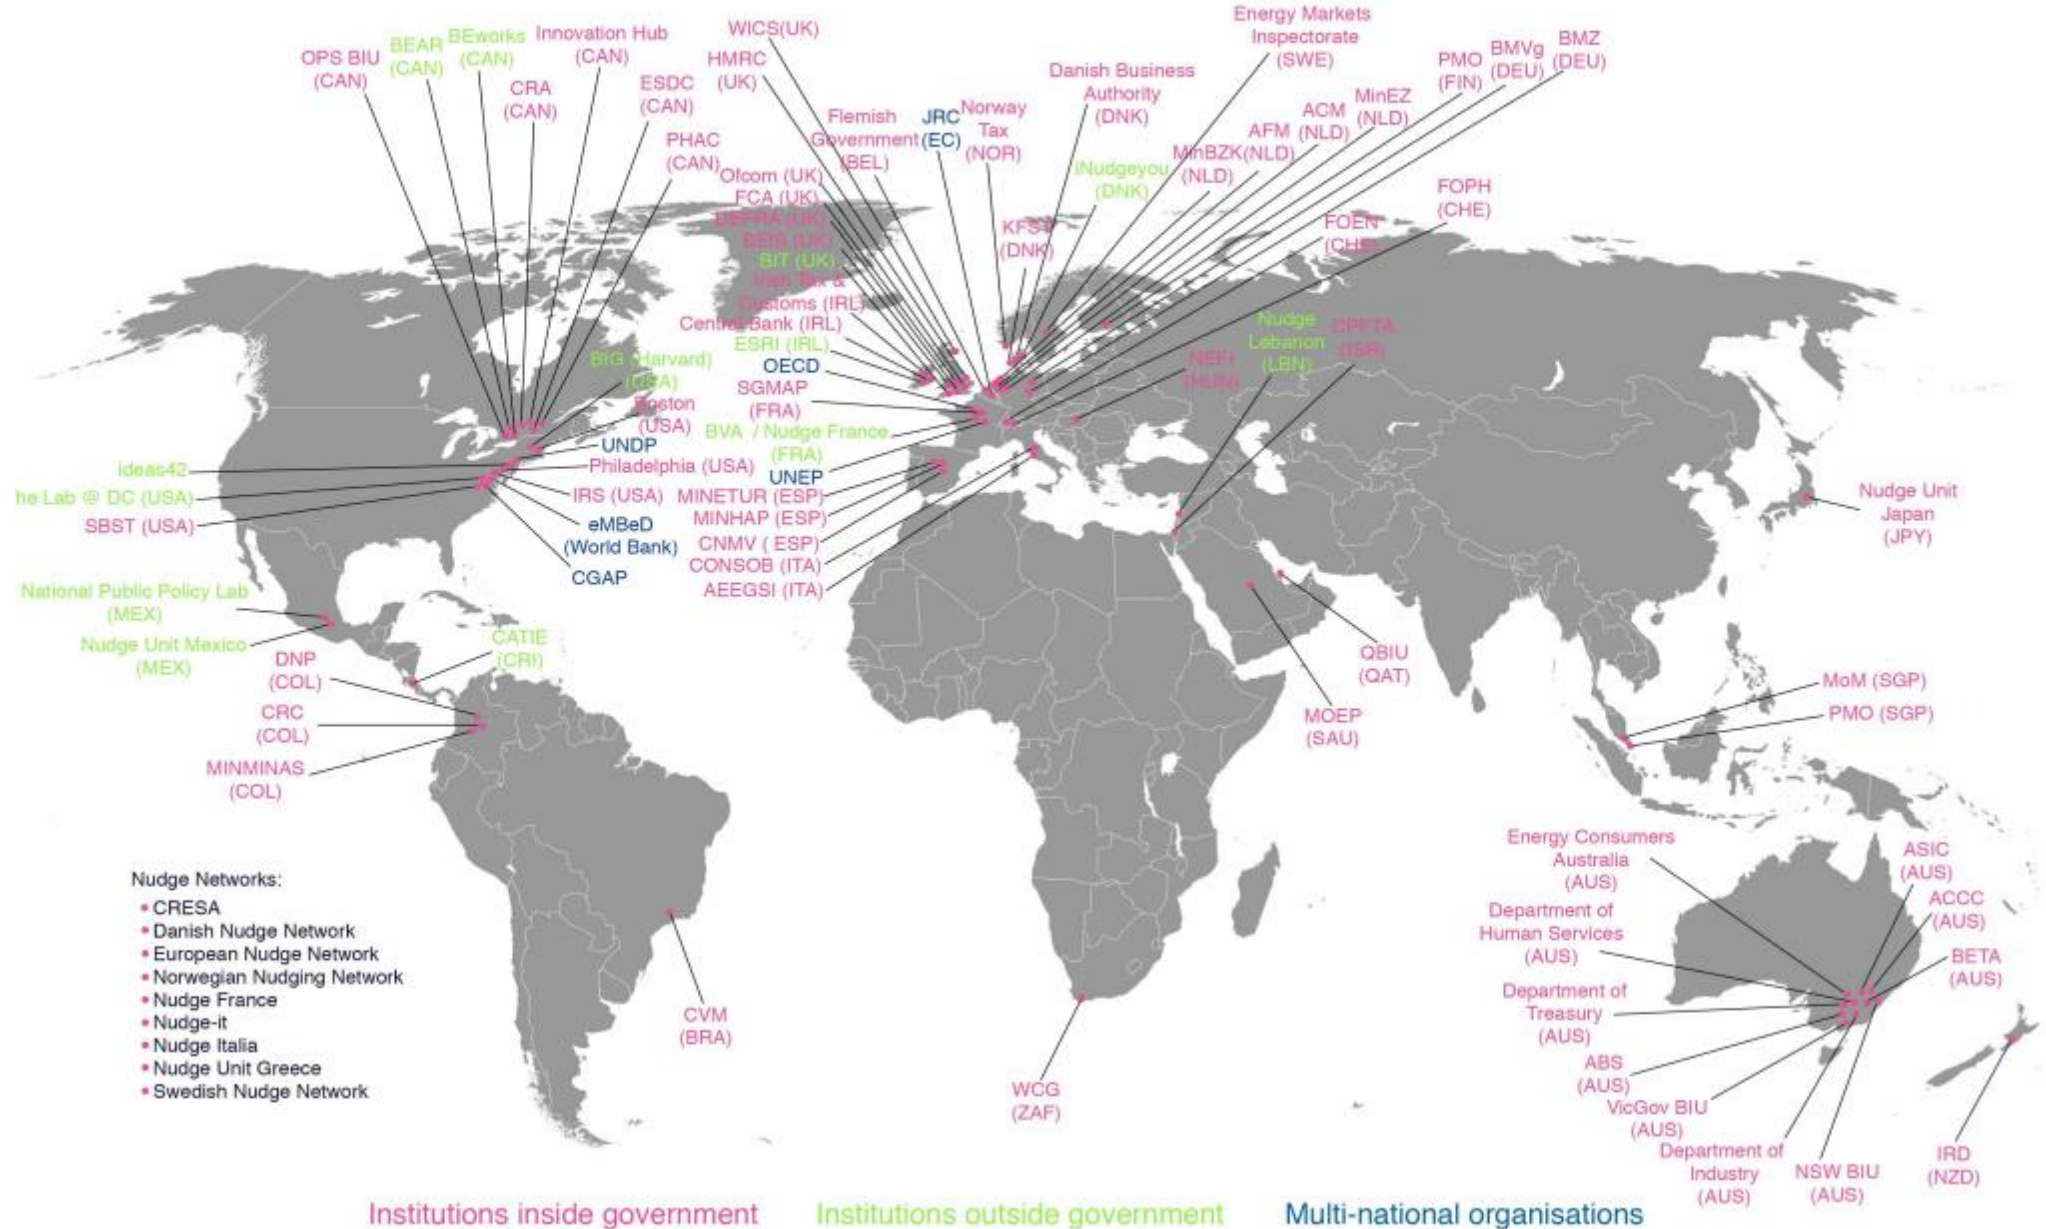 OPS BIU
(CAN)
BEAR
(CAN)
BEworks
(CAN)
CRA
(CAN)
Innovation Hub
(CAN)
ESDC
(CAN)
PHAC
(CAN)
WICS(UK)
HMRC
(UK)
Flemish
Government
(BEL)
JRC
(EC)
Norway
Tax
(NOR)
Danish Business
Authority
(DNK)
iNudgeyou
(DNK)
KFST
(DNK)
Energy Markets
Inspectorate
(SWE)
MinBZK
(NLD)
AFM
(NLD)
ACM
(NLD)
MinEZ
(NLD)
PMO
(FIN)
BMVg
(DEU)
BMZ
(DEU)
FOPH
(CHE)
FOEN
(CHE)
Ofcom (UK)
FCA (UK)
DEFRA (UK)
BEIS (UK)
BIT (UK)
Irish Tax &
Customs (IRL)
Central Bank (IRL)
ESRI (IRL)
OECD
SGMAP
(FRA)
BVA / Nudge France
(FRA)
UNEP
MINETUR (ESP)
MINHAP (ESP)
CNMV ( ESP)
CONSOB (ITA)
AEEGSI (ITA)
NEFI
(HUN)
Nudge
Lebanon
(LBN)
CPFTA
(ISR)
BIG (Harvard)
(USA)
Boston
(USA)
UNDP
Philadelphia (USA)
IRS (USA)
eMBeD
(World Bank)
CGAP
ideas42
he Lab @ DC (USA)
SBST (USA)
National Public Policy Lab
(MEX)
Nudge Unit Mexico
(MEX)
CATIE
(CRI)
DNP
(COL)
CRC
(COL)
MINMINAS
(COL)
CVM
(BRA)
WCG
(ZAF)
QBIU
(QAT)
MOEP
(SAU)
Nudge Unit
Japan
(JPY)
MoM (SGP)
PMO (SGP)
Energy Consumers
Australia
(AUS)
ASIC
(AUS)
ACCC
(AUS)
BETA
(AUS)
Department of
Human Services
(AUS)
Department of
Treasury
(AUS)
ABS
(AUS)
VicGov BIU
(AUS)
Department of
Industry
(AUS)
NSW BIU
(AUS)
IRD
(NZD)
Nudge Networks:
• CRESA
• Danish Nudge Network
• European Nudge Network
• Norwegian Nudging Network
• Nudge France
• Nudge-it
• Nudge Italia
• Nudge Unit Greece
• Swedish Nudge Network
Institutions inside government
Institutions outside government
Multi-national organisations